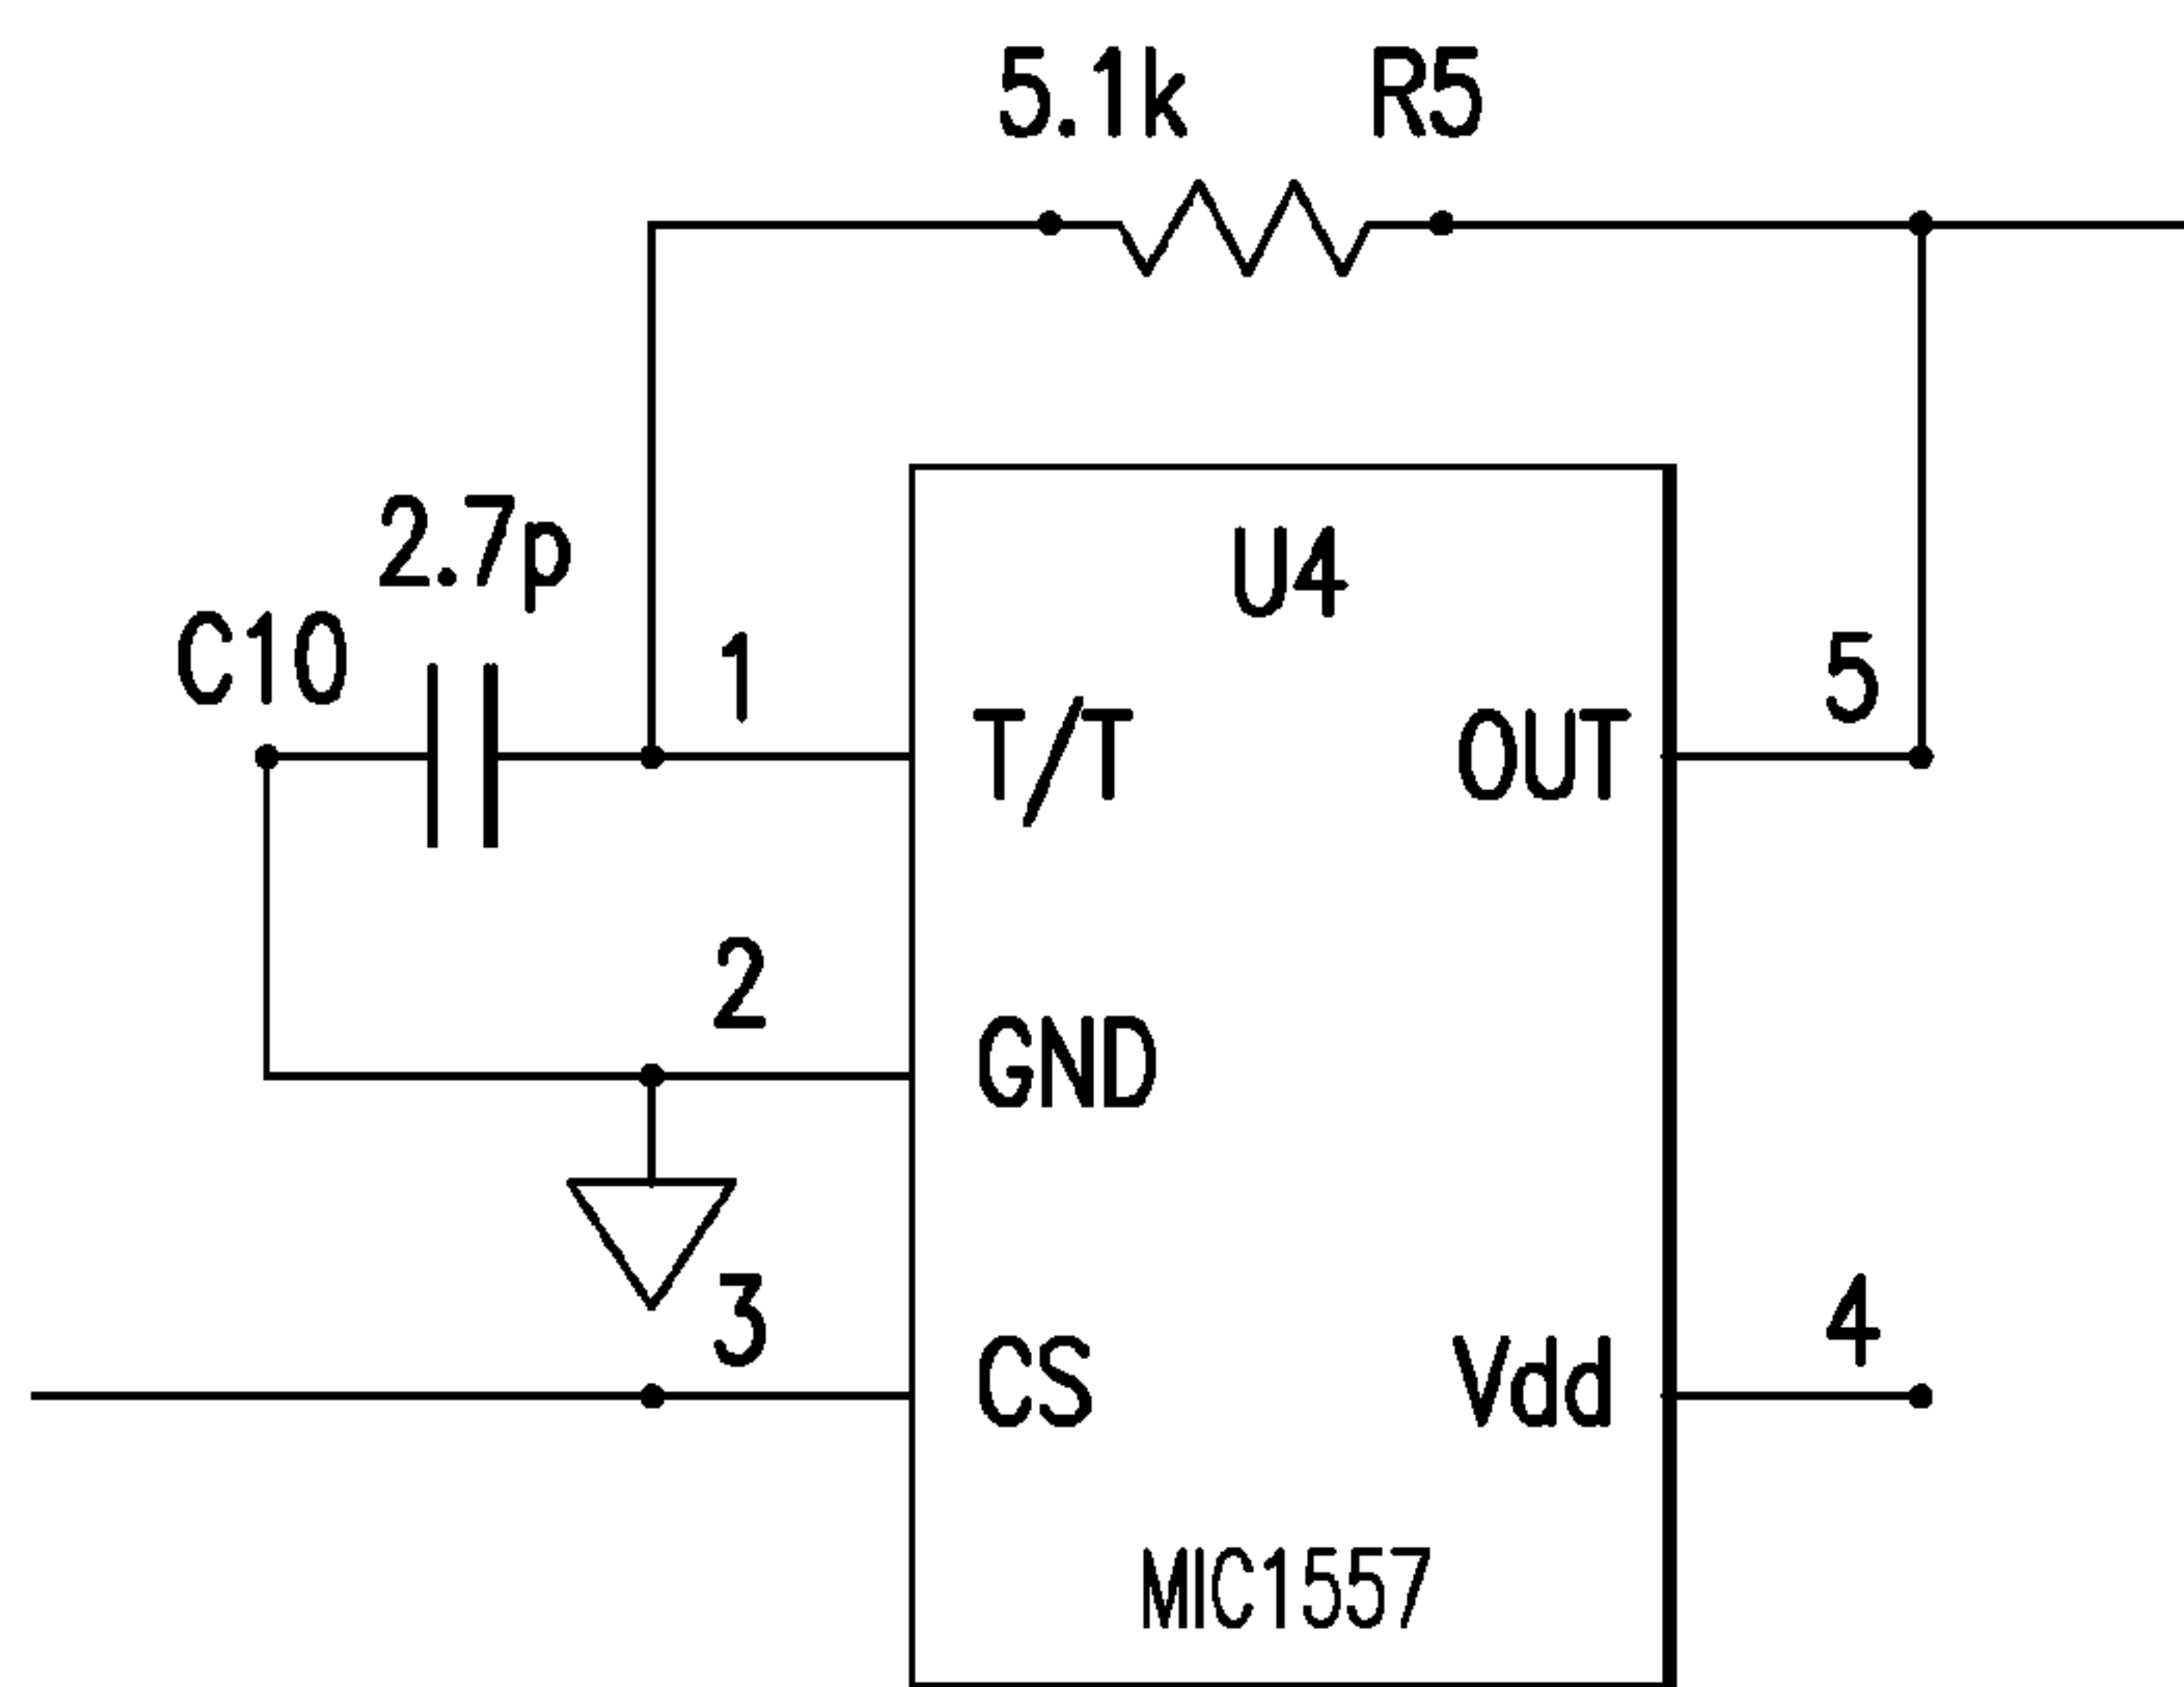 5.1k R5
2.7p
C10
U4
1
5
T/T OUT
2
GND
3
4
CS Vdd
MIC1557